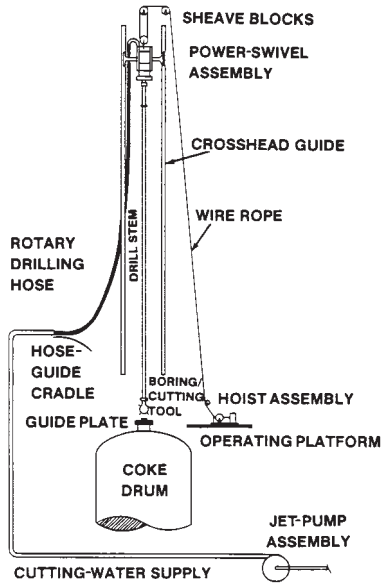 SHEAVE BLOCKS
POWER-SWIVEL
ASSEMBLY
CROSSHEAD GUIDE
WIRE ROPE
DRILL STEM
ROTARY
DRILLING
HOSE
HOSE-
GUIDE
CRADLE
BORING/
CUTTING
TOOL
HOIST ASSEMBLY
GUIDE PLATE
OPERATING PLATFORM
COKE
DRUM
JET-PUMP
ASSEMBLY
CUTTING-WATER SUPPLY